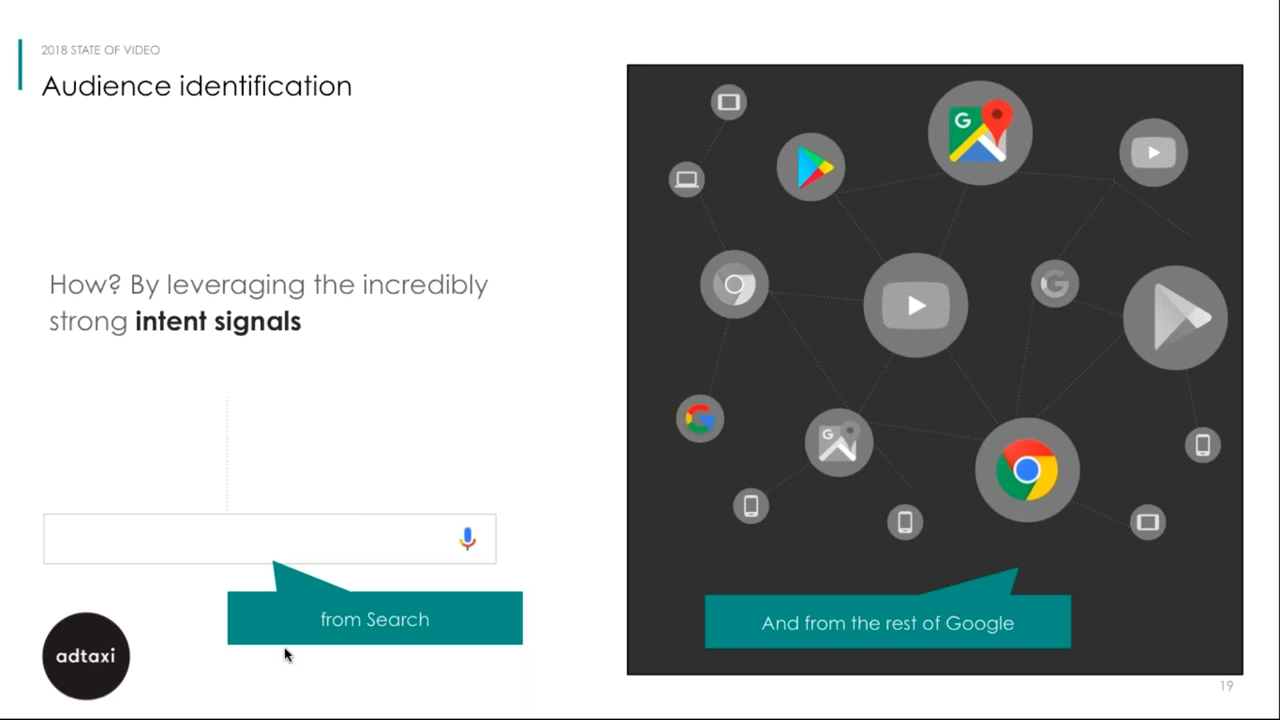 2018 STATE OF VIDEO
Audience identification
How? By leveraging the incredibly
strong intent signals
from Search
adtaxi
G
G
And from the rest of Google
19